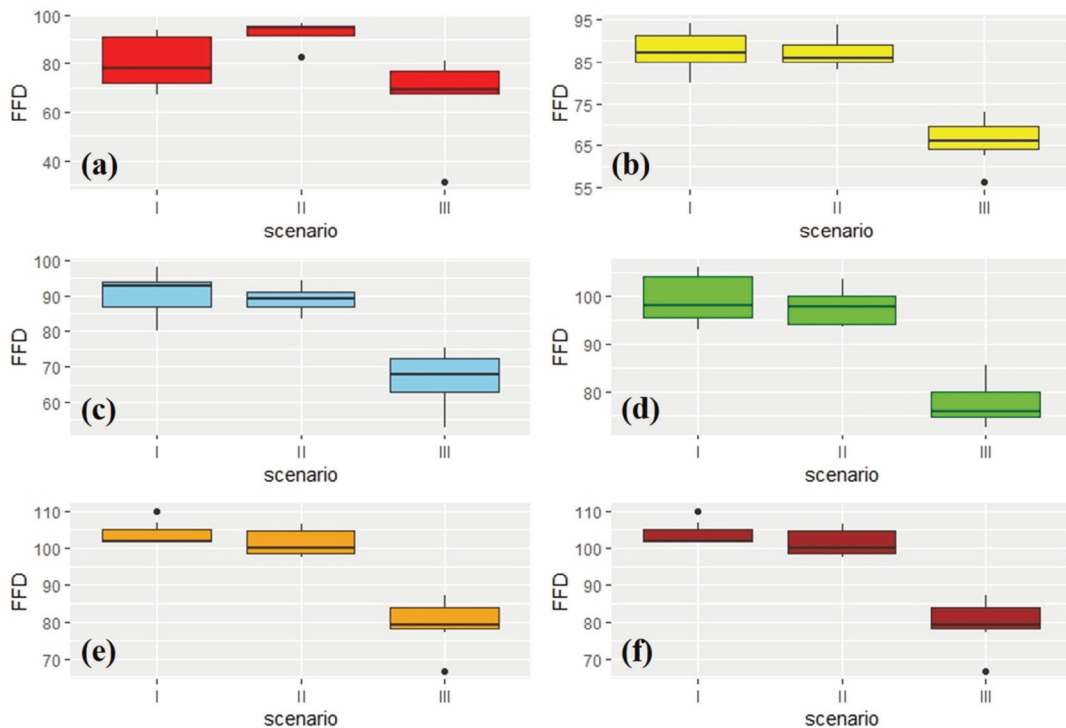 100
80
60
40
FFD
(a)
I II III
scenario
95
85
75
65
55
FFD
(b)
I II III
scenario
100
90
80
70
60
FFD
(c)
I II III
scenario
100
90
80
FFD
(d)
I II III
scenario
110
100
90
80
70
FFD
(e)
I II III
scenario
110
100
90
80
70
FFD
(f)
I II III
scenario